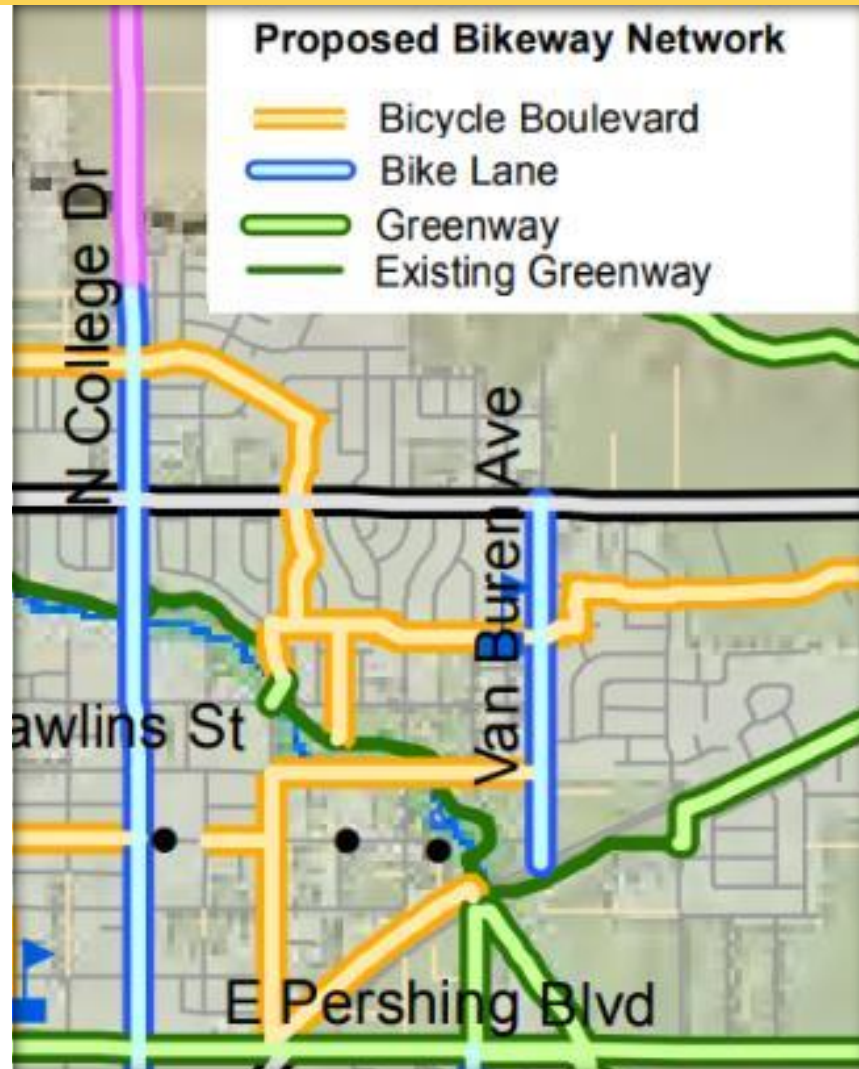 Proposed Bikeway Network
Bicycle Boulevard
Bike Lane
Greenway
Existing Greenway
N College Dr
Van Buren Ave
awlins St
E Pershing Blvd